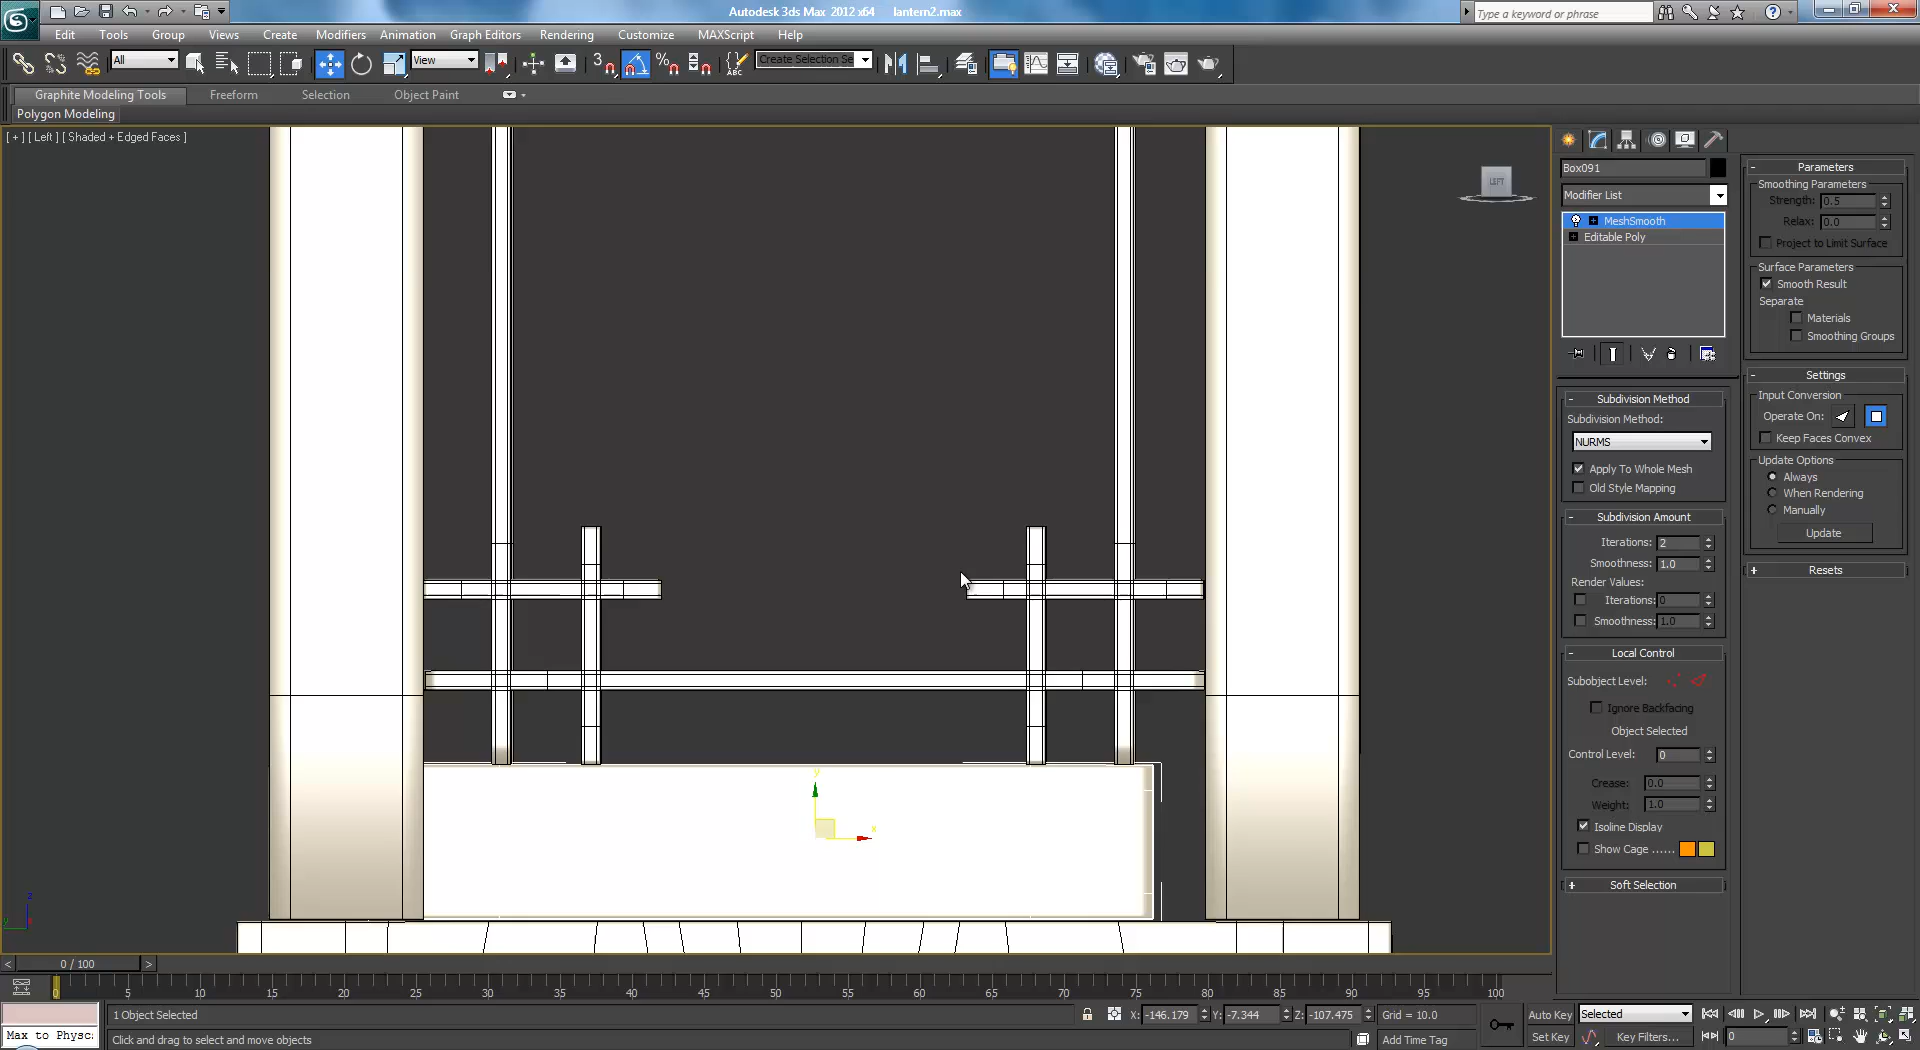 Autodesk 3ds Max 2012 x64 lantern2.max
Type a keyword or phrase
Edit Tools Group Views Create Modifiers Animation Graph Editors Rendering Customize MAXScript Help
All View Create Selection Se
Graphite Modeling Tools Freeform Selection Object Paint
Polygon Modeling
[ + ] [ Left ] [ Shaded + Edged Faces ]
LEFT
Box091
Modifier List
MeshSmooth
Editable Poly
Subdivision Method
Subdivision Method:
NURMS
Apply To Whole Mesh
Old Style Mapping
Subdivision Amount
Iterations: 2
Smoothness: 1.0
Render Values:
Iterations: 0
Smoothness: 1.0
Local Control
Subobject Level:
Ignore Backfacing
Object Selected
Control Level: 0
Crease: 0.0
Weight: 1.0
Isoline Display
Show Cage ......
Soft Selection
Parameters
Smoothing Parameters
Strength: 0.5
Relax: 0.0
Project to Limit Surface
Surface Parameters
Smooth Result
Separate
Materials
Smoothing Groups
Settings
Input Conversion
Operate On:
Keep Faces Convex
Update Options
Always
When Rendering
Manually
Update
Resets
y
x
z
0 / 100
0 5 10 15 20 25 30 35 40 45 50 55 60 65 70 75 80 85 90 95 100
1 Object Selected X: -146.179 Y: -7.344 Z: -107.475 Grid = 10.0 Auto Key Selected
Max to Physc Click and drag to select and move objects Add Time Tag Set Key Key Filters... 0